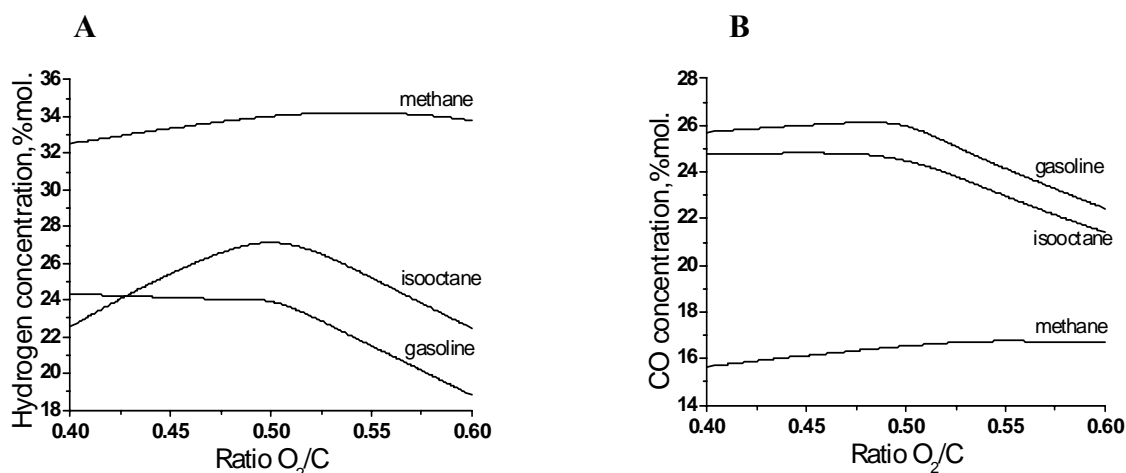 A
Hydrogen concentration,%mol.
36
34
32
30
28
26
24
22
20
18
methane
isooctane
gasoline
0.40 0.45 0.50 0.55 0.60
Ratio O₂/C
B
CO concentration,%mol.
28
26
24
22
20
18
16
14
gasoline
isooctane
methane
0.40 0.45 0.50 0.55 0.60
Ratio O₂/C